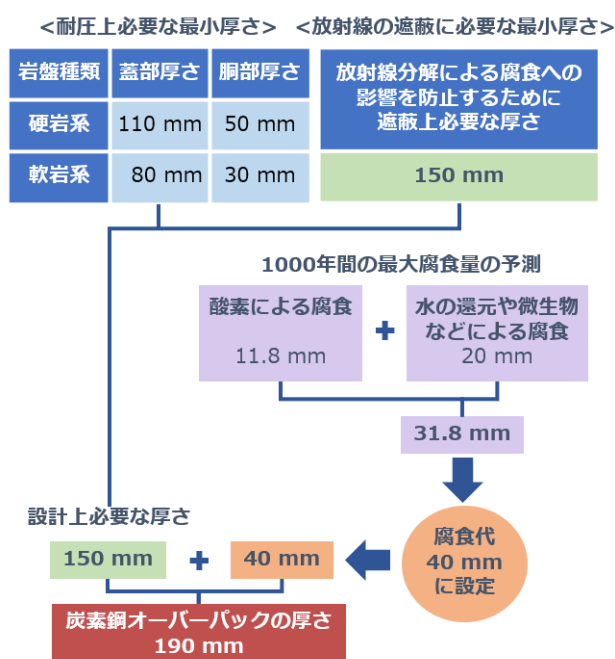 <耐圧上必要な最小厚さ>
<放射線の遮蔽に必要な最小厚さ>
岩盤種類 蓋部厚さ 胴部厚さ
硬岩系 110 mm 50 mm
軟岩系 80 mm 30 mm
放射線分解による腐食への
影響を防止するために
遮蔽上必要な厚さ
150 mm
1000年間の最大腐食量の予測
酸素による腐食
11.8 mm
+
水の還元や微生物
などによる腐食
20 mm
31.8 mm
腐食代
40 mm
に設定
設計上必要な厚さ
150 mm + 40 mm
炭素鋼オーバーパックの厚さ
190 mm